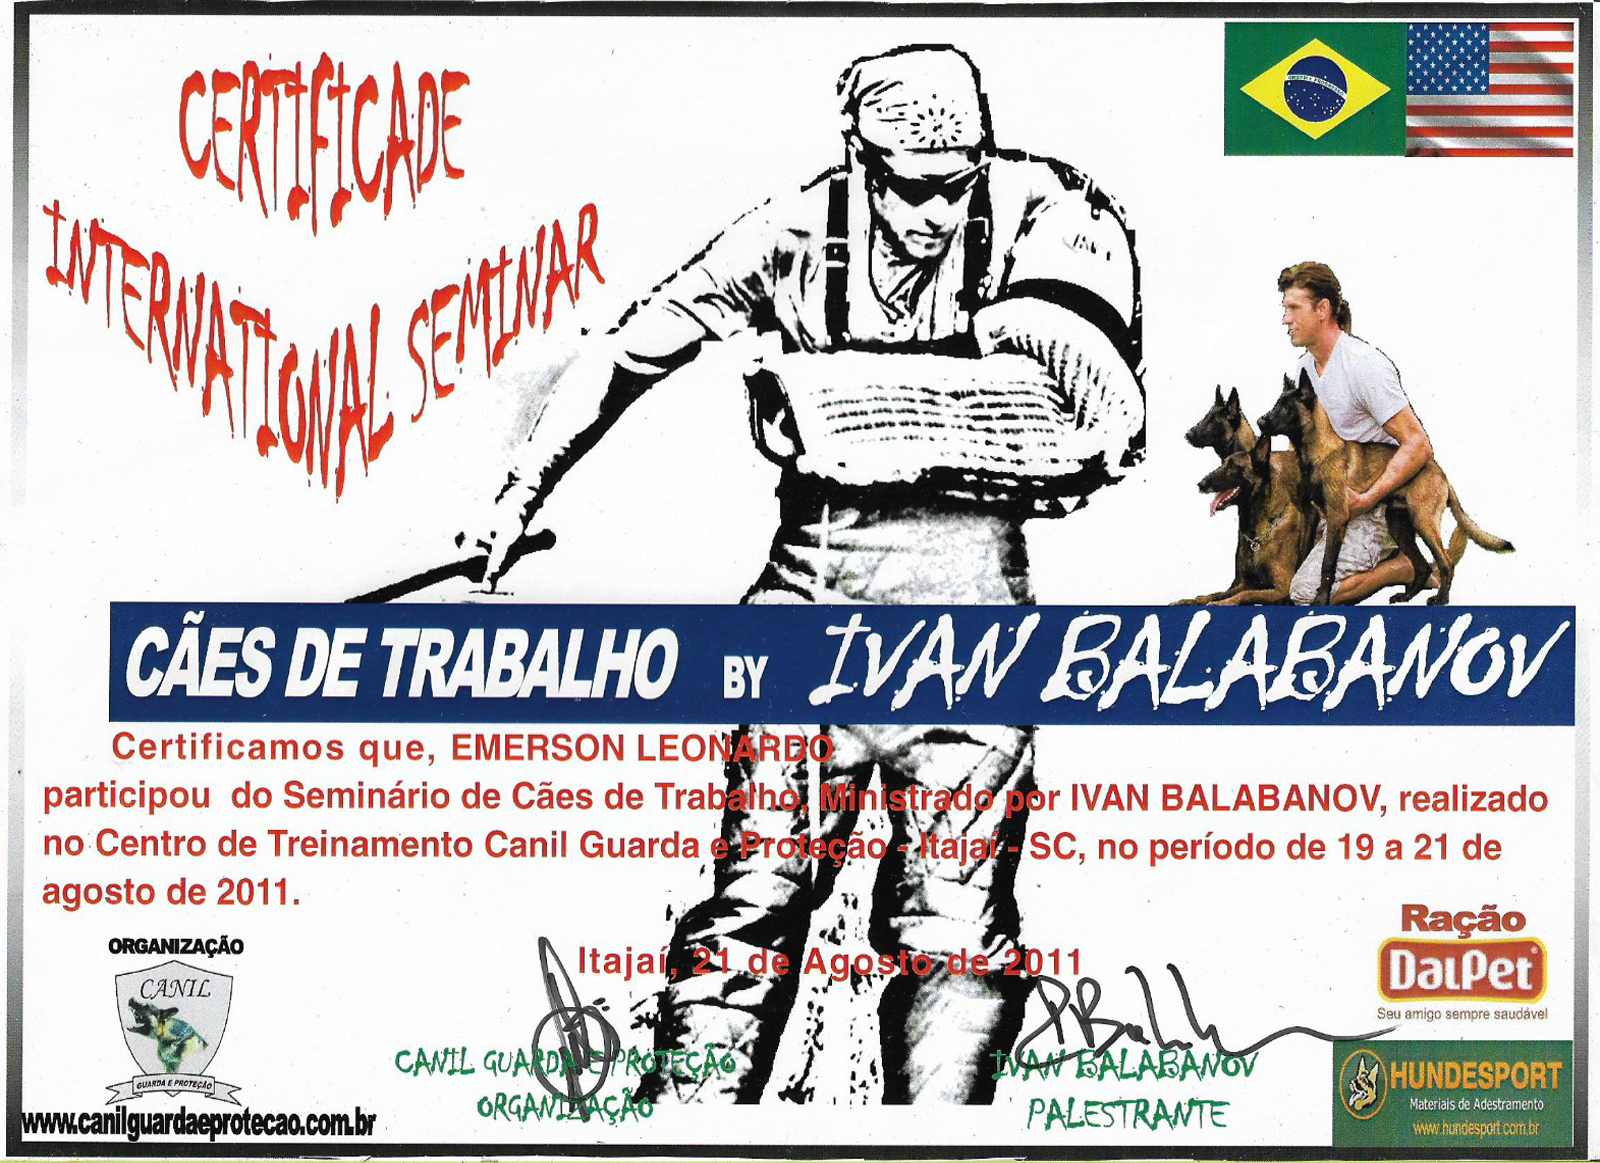 CERTIFICADE
INTERNATIONAL SEMINAR
CÃES DE TRABALHO BY IVAN BALABANOV
Certificamos que, EMERSON LEONARDO
participou do Seminário de Cães de Trabalho, Ministrado por IVAN BALABANOV, realizado
no Centro de Treinamento Canil Guarda e Proteção - Itajaí - SC, no período de 19 a 21 de
agosto de 2011.
Itajaí, 21 de Agosto de 2011
ORGANIZAÇÃO
CANIL
GUARDA E PROTEÇÃO
www.canilguardaeprotecao.com.br
CANIL GUARDA E PROTEÇÃO
ORGANIZAÇÃO
IVAN BALABANOV
PALESTRANTE
Ração
DalPet
Seu amigo sempre saudável
HUNDESPORT
Materiais de Adestramento
www.hundesport.com.br